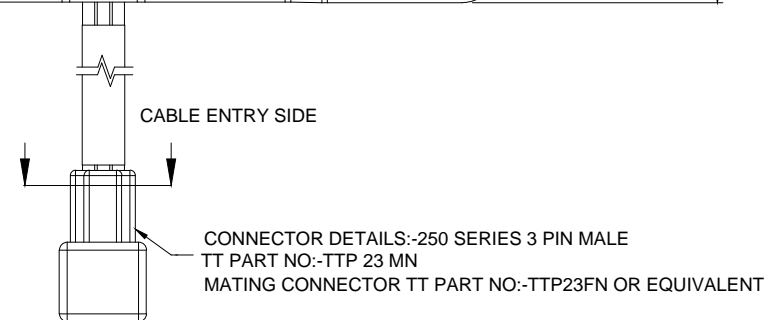 CABLE ENTRY SIDE
CONNECTOR DETAILS:-250 SERIES 3 PIN MALE
TT PART NO:-TTP 23 MN
MATING CONNECTOR TT PART NO:-TTP23FN OR EQUIVALENT